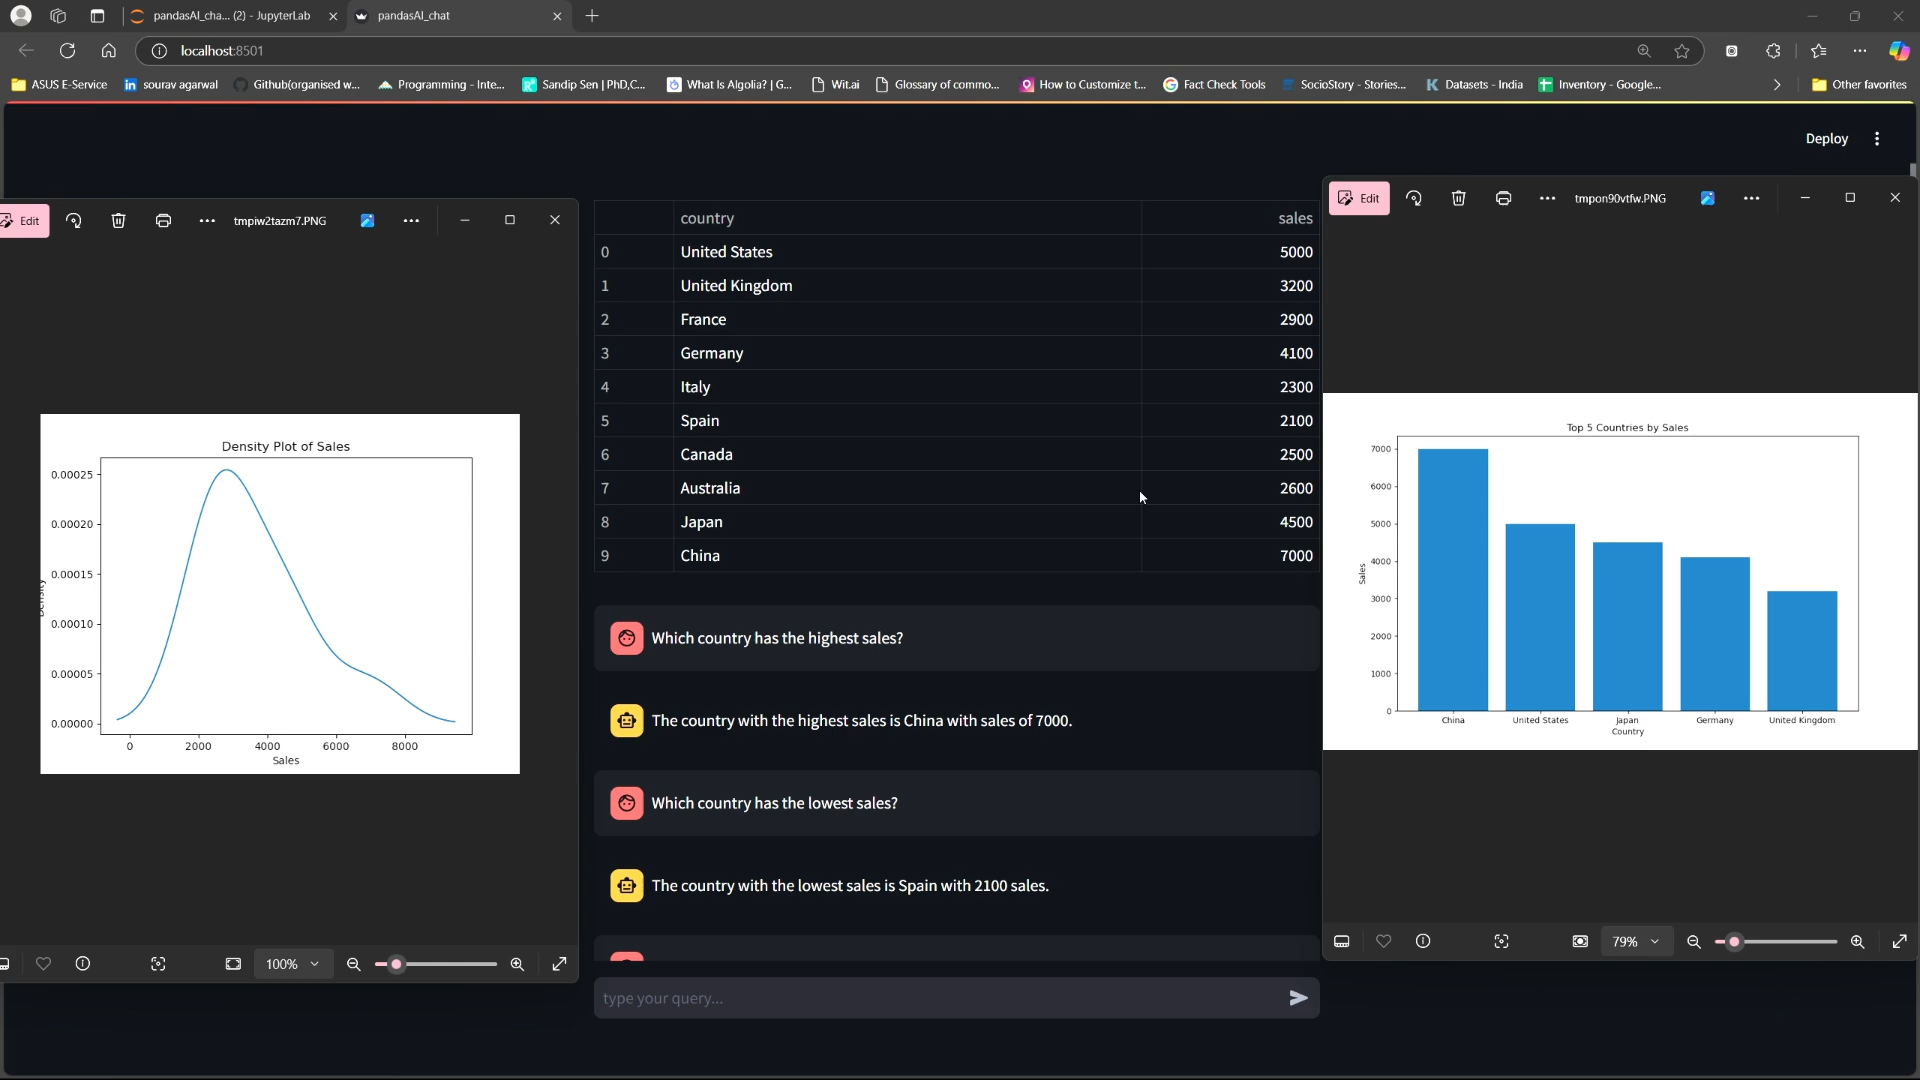 pandasAI_cha... (2) - JupyterLab
pandasAI_chat
localhost:8501
ASUS E-Service
sourav agarwal
Github(organised w...
Programming - Inte...
Sandip Sen | PhD,C...
What Is Algolia? | G...
Wit.ai
Glossary of commo...
How to Customize t...
Fact Check Tools
SocioStory - Stories...
Datasets - India
Inventory - Google...
Other favorites
Deploy
Edit
tmpiw2tazm7.PNG
Density Plot of Sales
0.00025
0.00020
0.00015
0.00010
0.00005
0.00000
0 2000 4000 6000 8000
Sales
100%
country sales
0 United States 5000
1 United Kingdom 3200
2 France 2900
3 Germany 4100
4 Italy 2300
5 Spain 2100
6 Canada 2500
7 Australia 2600
8 Japan 4500
9 China 7000
Which country has the highest sales?
The country with the highest sales is China with sales of 7000.
Which country has the lowest sales?
The country with the lowest sales is Spain with 2100 sales.
type your query...
Edit
tmpon90vtfw.PNG
Top 5 Countries by Sales
7000
6000
5000
4000
Sales
3000
2000
1000
0
China United States Japan Germany United Kingdom
Country
79%